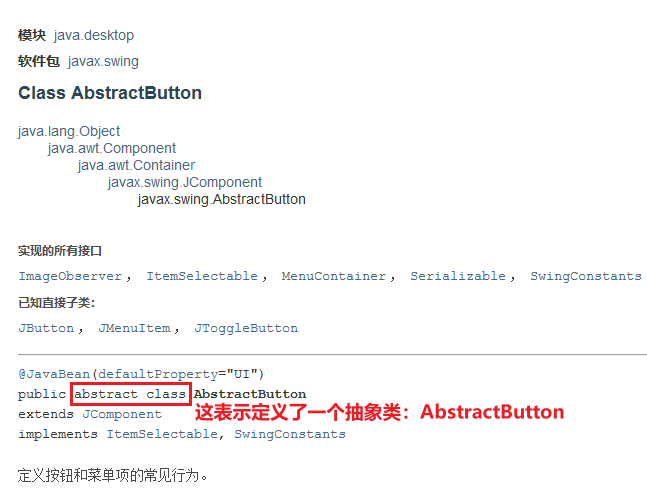 模块 java.desktop
软件包 javax.swing
Class AbstractButton
java.lang.Object
java.awt.Component
java.awt.Container
javax.swing.JComponent
javax.swing.AbstractButton
实现的所有接口
ImageObserver， ItemSelectable， MenuContainer， Serializable， SwingConstants
已知直接子类：
JButton， JMenuItem， JToggleButton
@JavaBean(defaultProperty="UI")
public abstract class AbstractButton
extends JComponent 这表示定义了一个抽象类：AbstractButton
implements ItemSelectable, SwingConstants
定义按钮和菜单项的常见行为。